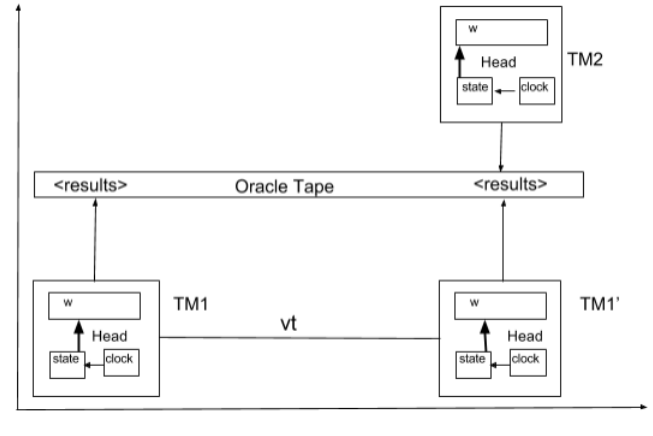 w
Head
TM2
state
clock
<results>
Oracle Tape
<results>
w
TM1
Head
state
clock
vt
w
TM1’
Head
state
clock